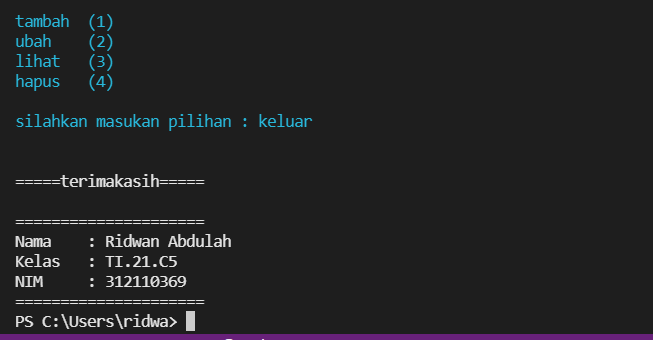 tambah (1)
ubah (2)
lihat (3)
hapus (4)
silahkan masukan pilihan : keluar
=====terimakasih=====
=====================
Nama : Ridwan Abdulah
Kelas : TI.21.C5
NIM : 312110369
=====================
PS C:\Users\ridwa>